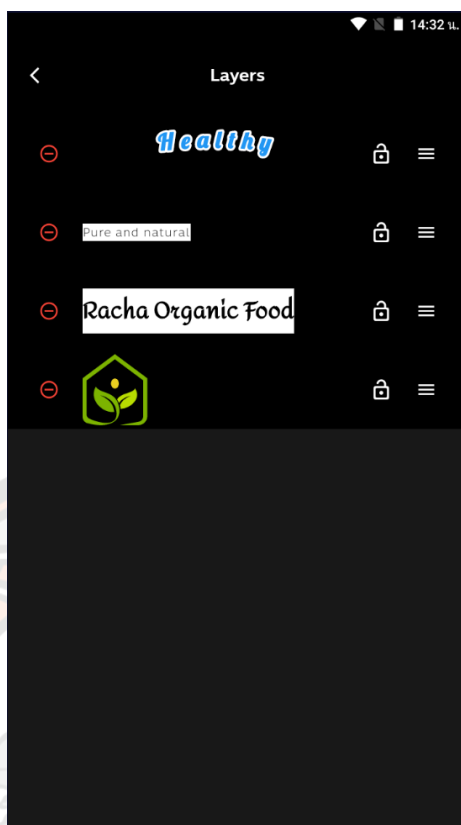 14:32 น.
Layers
Healthy
Pure and natural
Racha Organic Food